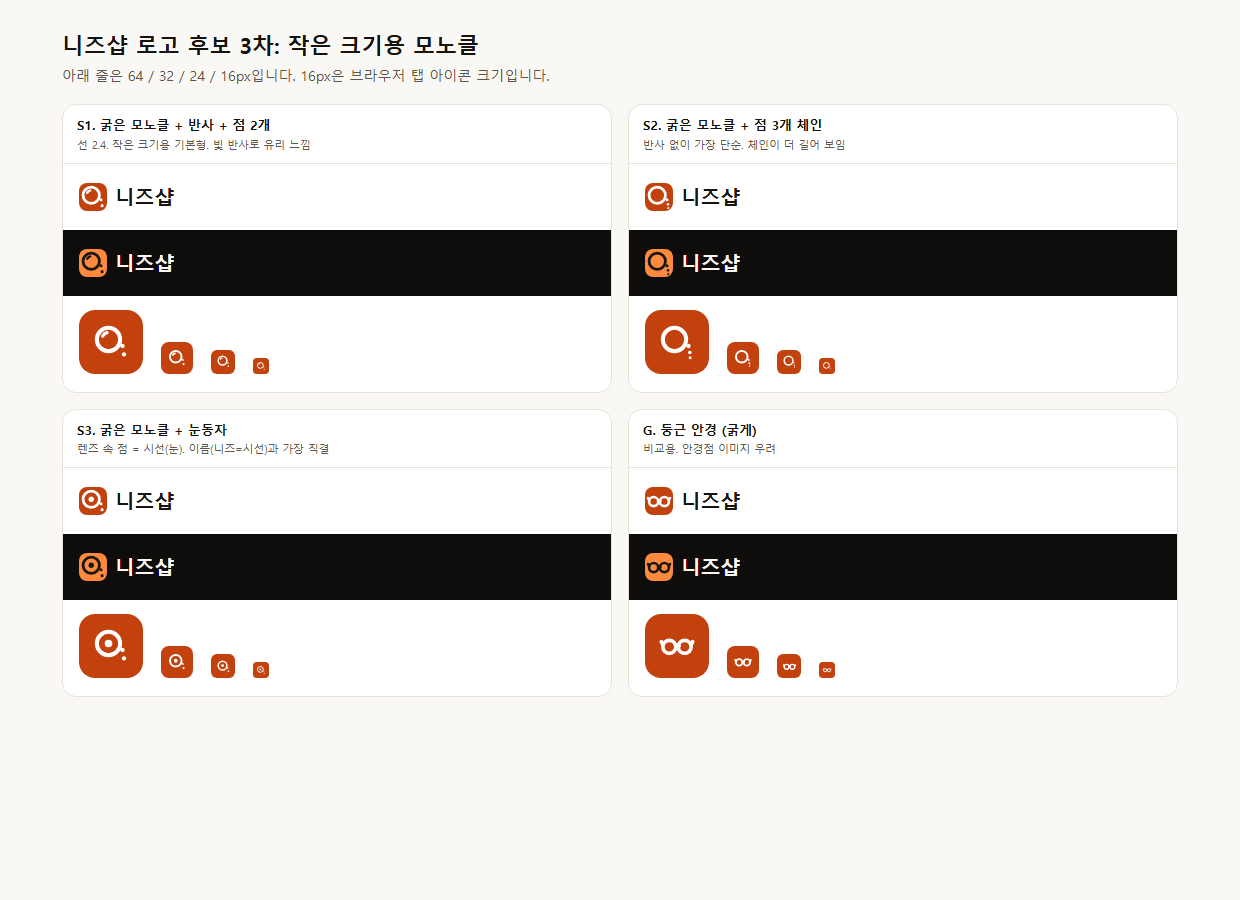 니즈샵 로고 후보 3차: 작은 크기용 모노클
아래 줄은 64 / 32 / 24 / 16px입니다. 16px은 브라우저 탭 아이콘 크기입니다.
S1. 굵은 모노클 + 반사 + 점 2개
선 2.4. 작은 크기용 기본형. 빛 반사로 유리 느낌
니즈샵
니즈샵
S2. 굵은 모노클 + 점 3개 체인
반사 없이 가장 단순. 체인이 더 길어 보임
니즈샵
니즈샵
S3. 굵은 모노클 + 눈동자
렌즈 속 점 = 시선(눈). 이름(니즈=시선)과 가장 직결
니즈샵
니즈샵
G. 둥근 안경 (굵게)
비교용. 안경점 이미지 우려
니즈샵
니즈샵